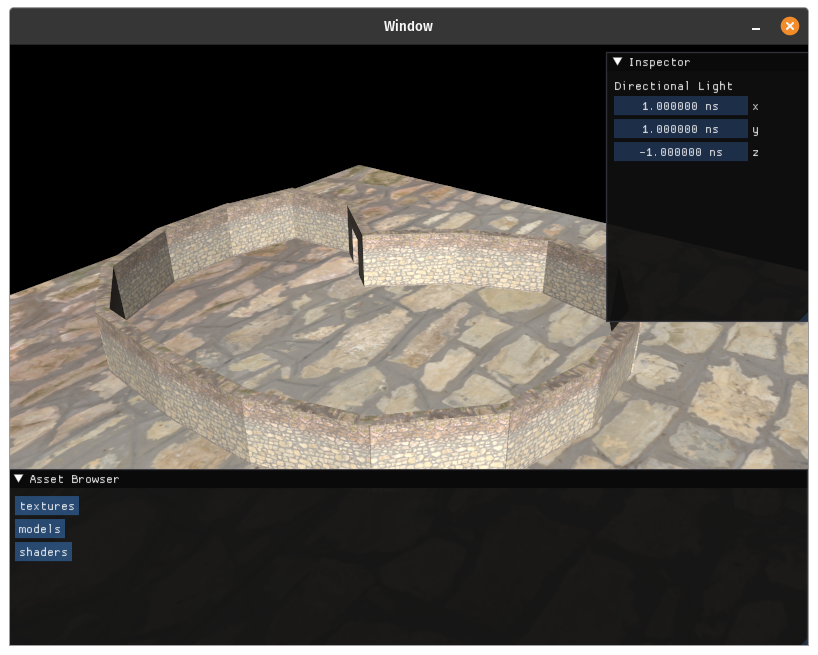 Window
Inspector
Directional Light
1.000000 ns x
1.000000 ns y
-1.000000 ns z
Asset Browser
textures
models
shaders